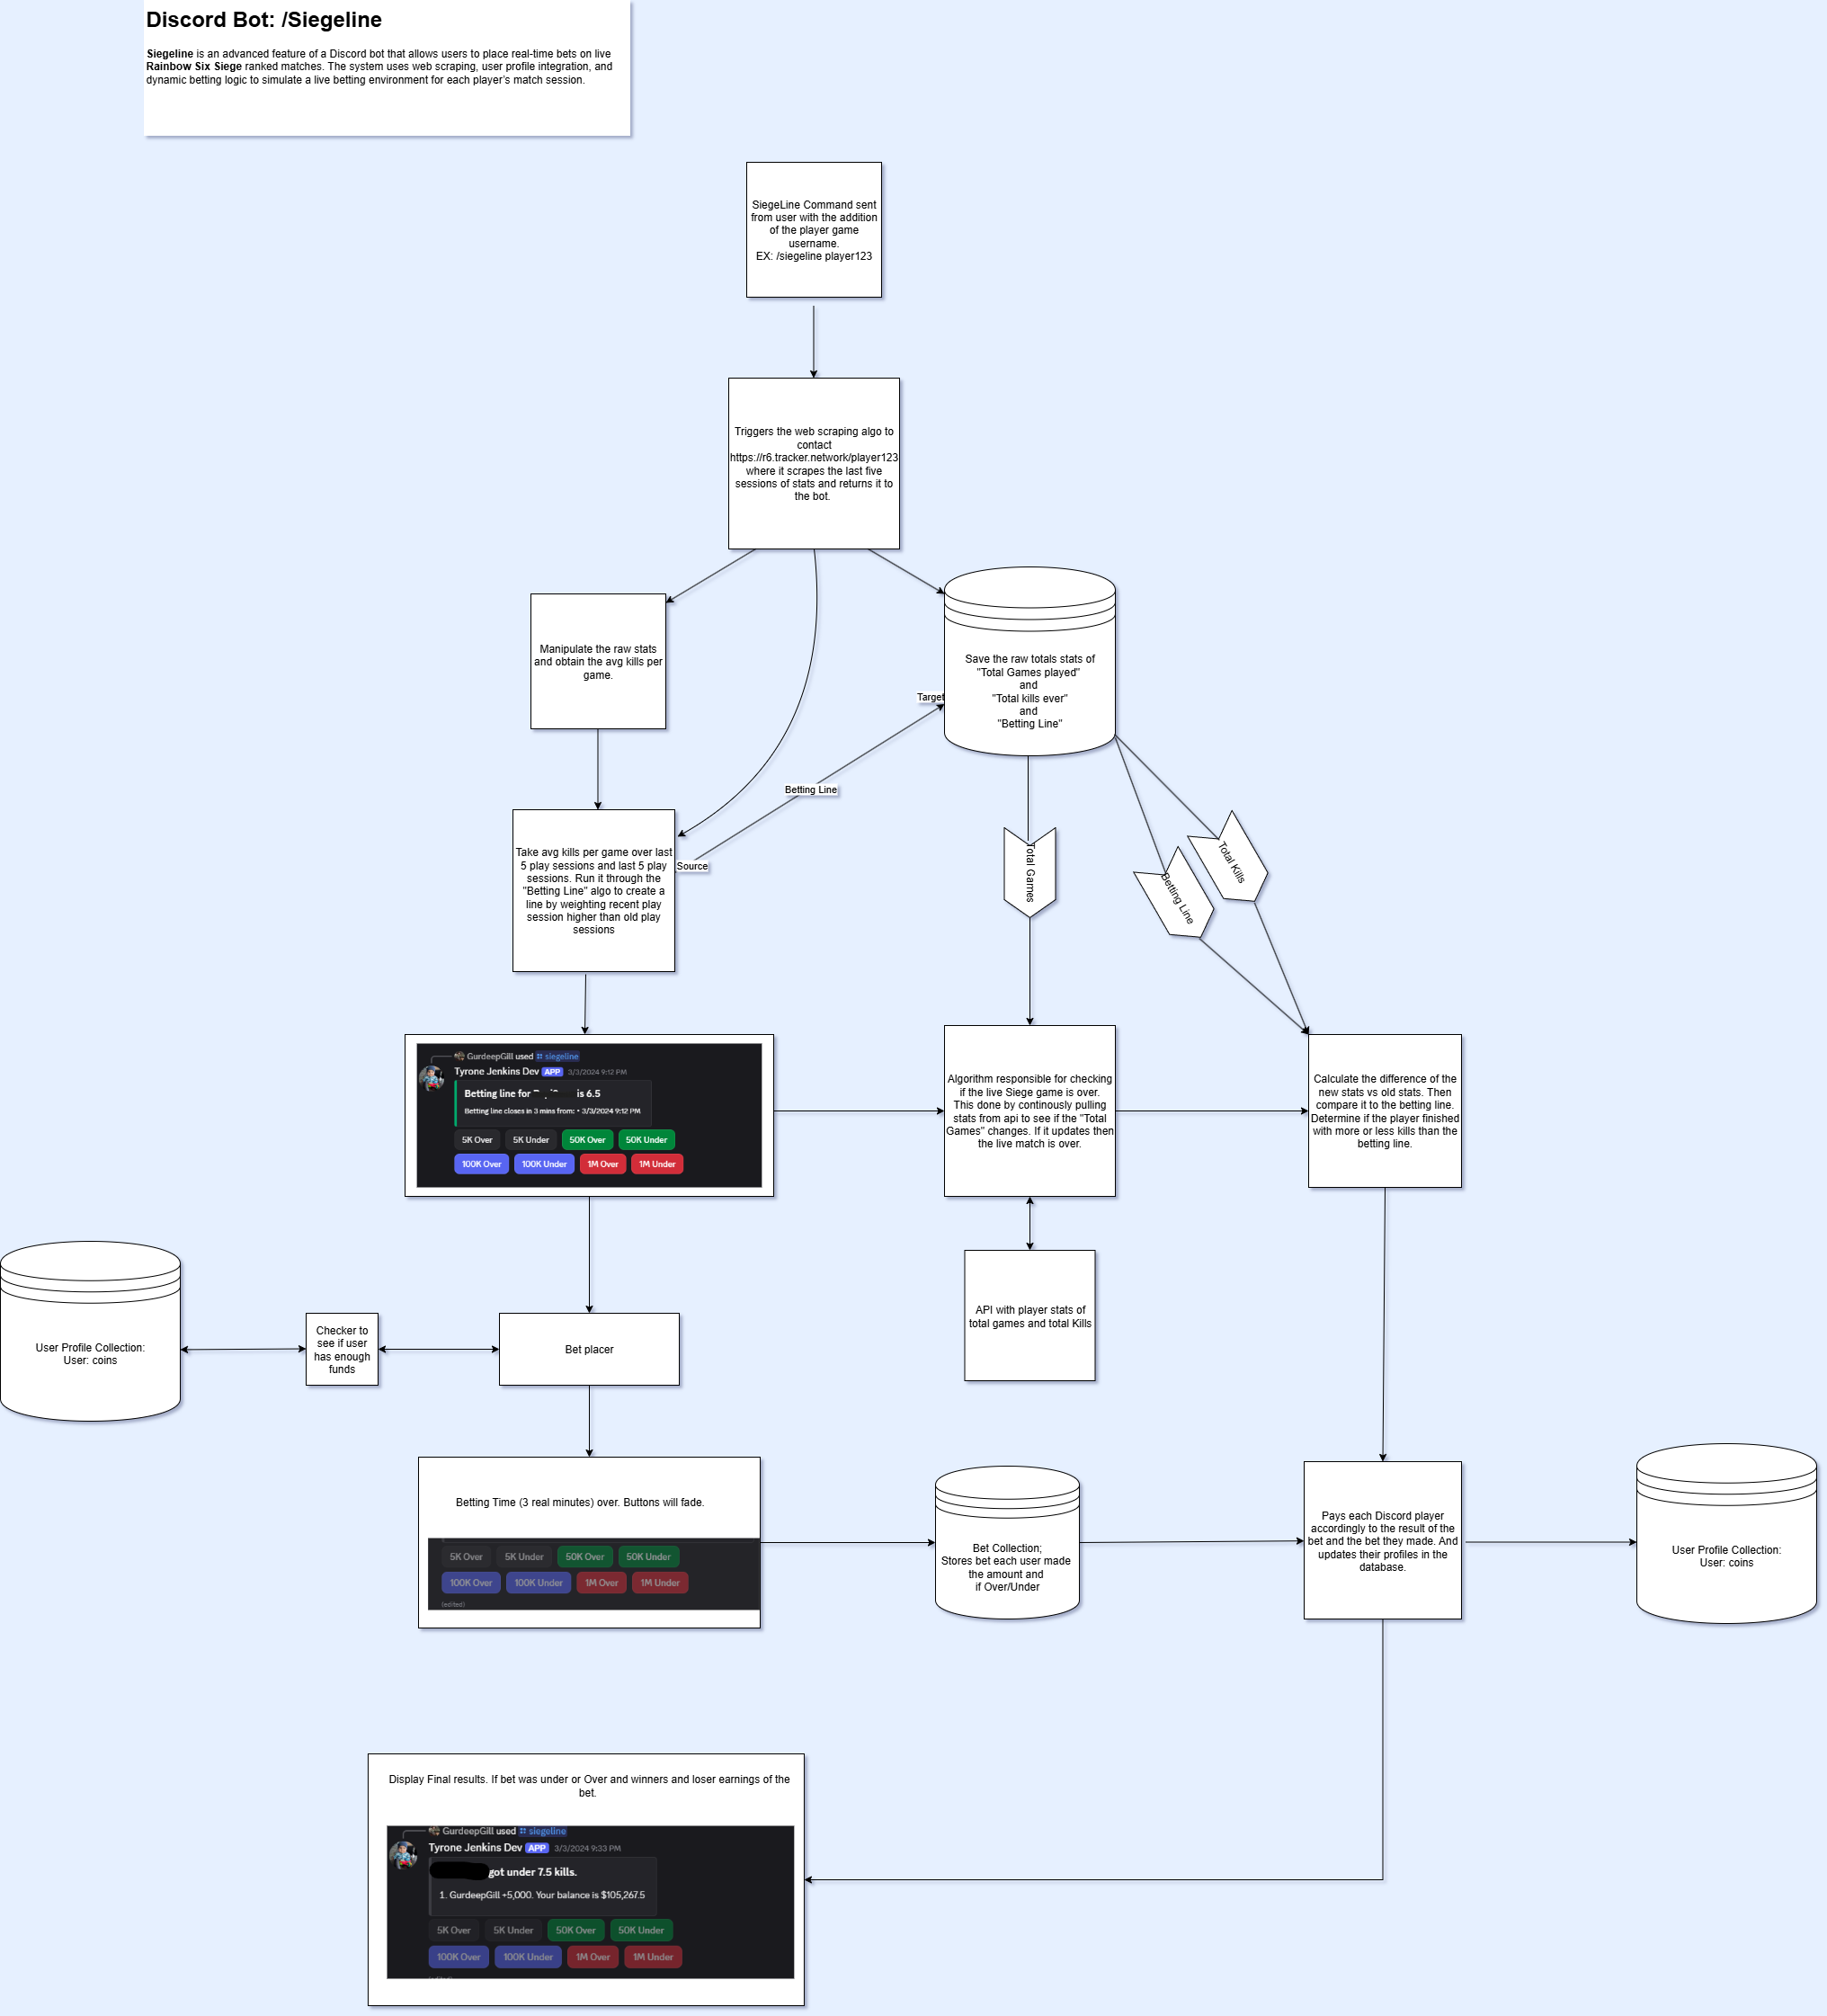 Discord Bot: /Siegeline
Siegeline is an advanced feature of a Discord bot that allows users to place real-time bets on live
Rainbow Six Siege ranked matches. The system uses web scraping, user profile integration, and
dynamic betting logic to simulate a live betting environment for each player's match session.
SiegeLine Command sent
from user with the addition
of the player game
username.
EX: /siegeline player123
Triggers the web scraping algo to
contact
https://r6.tracker.network/player123
where it scrapes the last five
sessions of stats and returns it to
the bot.
Manipulate the raw stats
and obtain the avg kills per
game.
Save the raw totals stats of
"Total Games played"
and
"Total kills ever"
and
"Betting Line"
Target
Betting Line
Source
Take avg kills per game over last
5 play sessions and last 5 play
sessions. Run it through the
"Betting Line" algo to create a
line by weighting recent play
session higher than old play
sessions
Total Games
Betting Line
Total Kills
GurdeepGill used siegeline
Tyrone Jenkins Dev APP 3/3/2024 9:12 PM
Betting line for is 6.5
Betting line closes in 3 mins from: • 3/3/2024 9:12 PM
5K Over 5K Under 50K Over 50K Under
100K Over 100K Under 1M Over 1M Under
Algorithm responsible for checking
if the live Siege game is over.
This done by continously pulling
stats from api to see if the "Total
Games" changes. If it updates then
the live match is over.
Calculate the difference of the
new stats vs old stats. Then
compare it to the betting line.
Determine if the player finished
with more or less kills than the
betting line.
API with player stats of
total games and total Kills
User Profile Collection:
User: coins
Checker to
see if user
has enough
funds
Bet placer
Betting Time (3 real minutes) over. Buttons will fade.
5K Over 5K Under 50K Over 50K Under
100K Over 100K Under 1M Over 1M Under
(edited)
Bet Collection;
Stores bet each user made
the amount and
if Over/Under
Pays each Discord player
accordingly to the result of the
bet and the bet they made. And
updates their profiles in the
database.
User Profile Collection:
User: coins
Display Final results. If bet was under or Over and winners and loser earnings of the
bet.
GurdeepGill used siegeline
Tyrone Jenkins Dev APP 3/3/2024 9:33 PM
got under 7.5 kills.
1. GurdeepGill +5,000. Your balance is $105,267.5
5K Over 5K Under 50K Over 50K Under
100K Over 100K Under 1M Over 1M Under